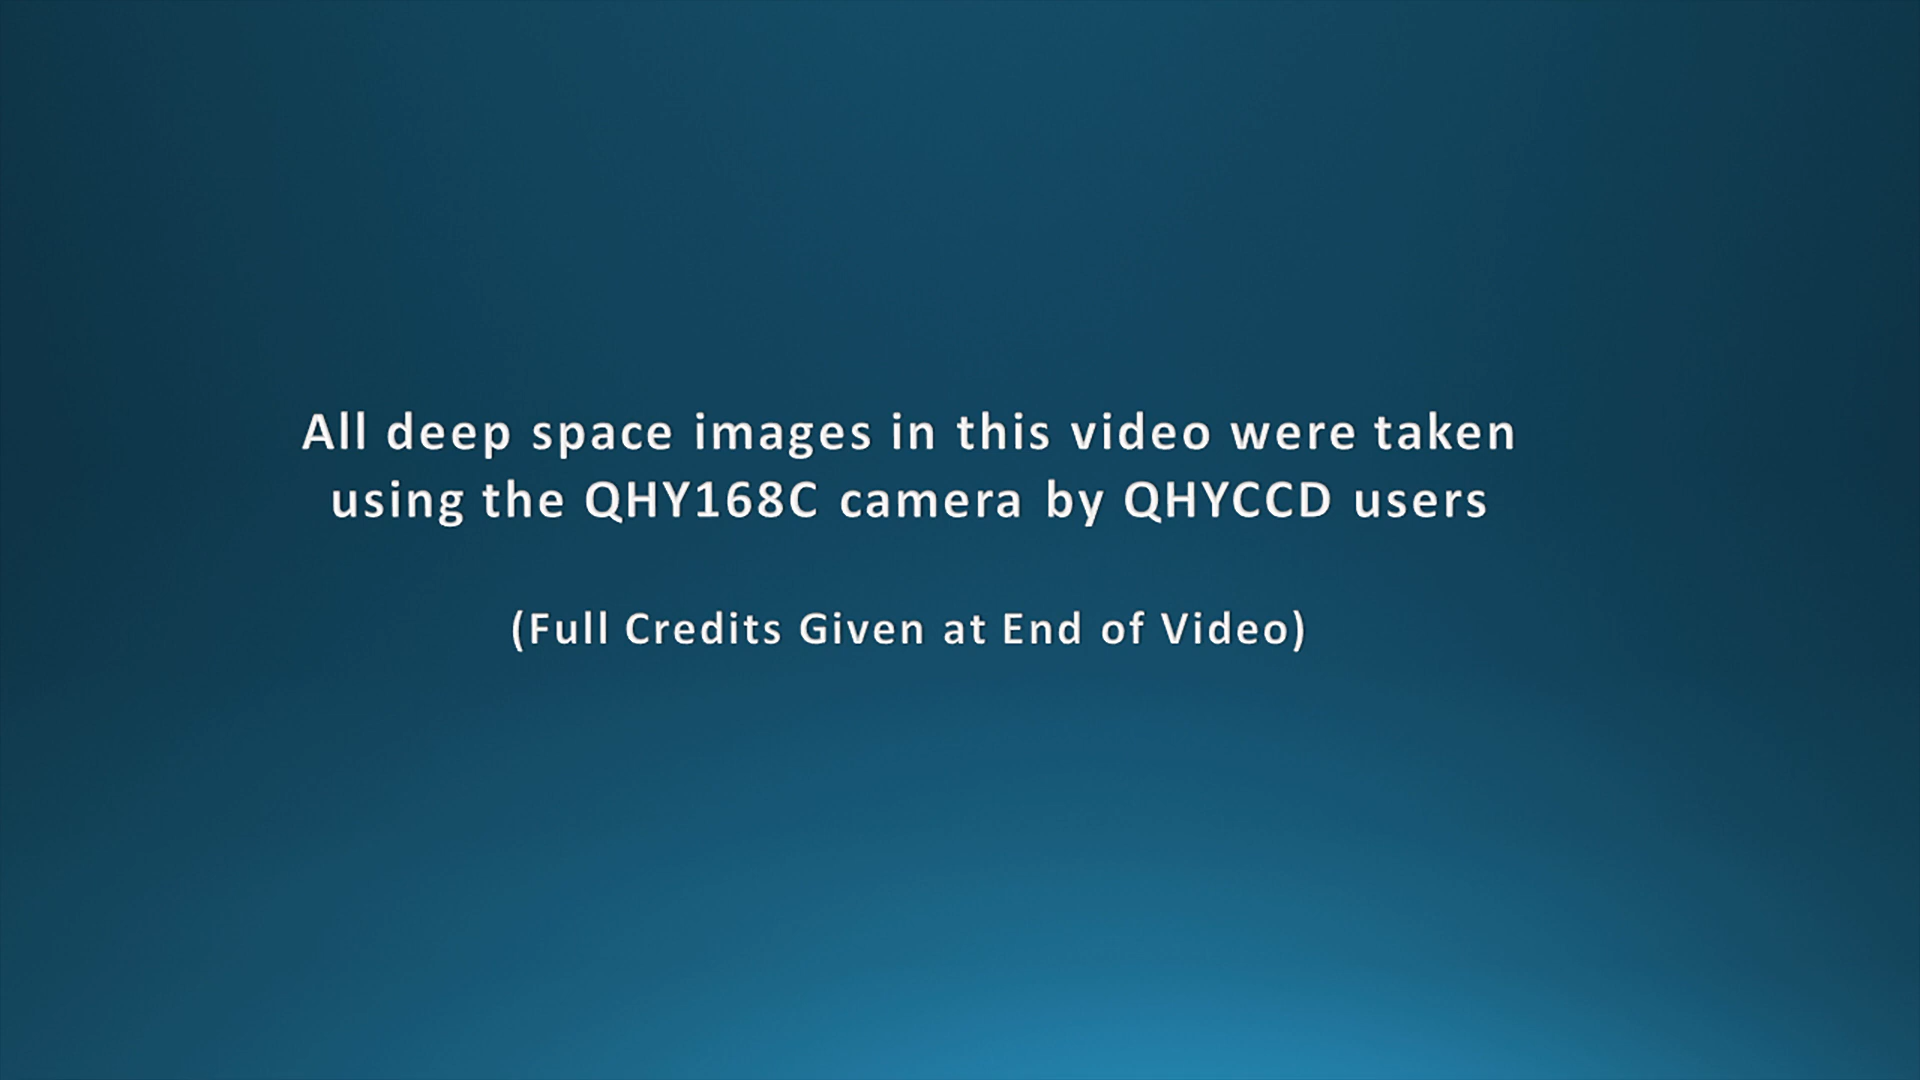 All deep space images in this video were taken
using the QHY168C camera by QHYCCD users
(Full Credits Given at End of Video)